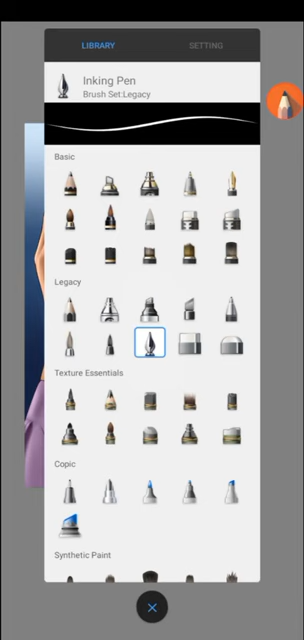 LIBRARY
SETTING
Inking Pen
Brush Set:Legacy
Basic
Legacy
Texture Essentials
Copic
Synthetic Paint